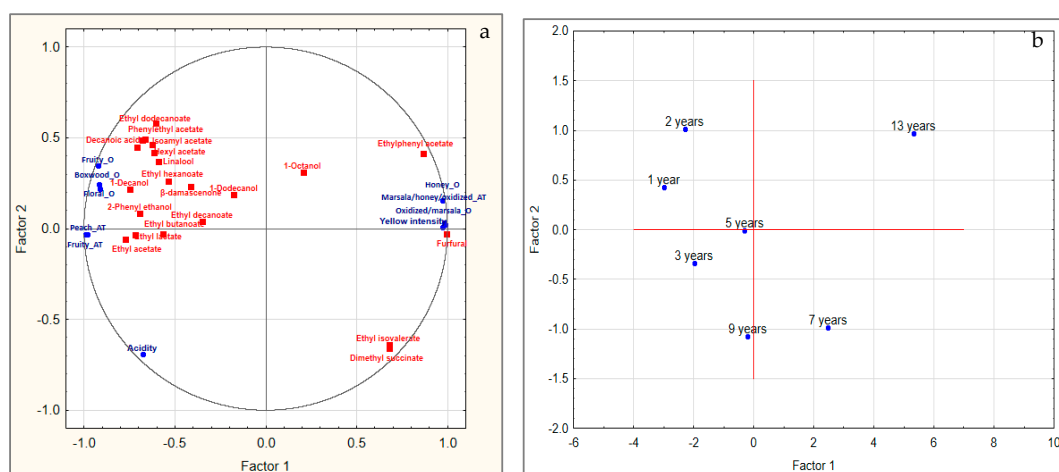 a
1.0
0.5
0.0
-0.5
-1.0
Factor 2
Ethyl dodecanoate
Phenylethyl acetate
Decanoic acid
Isoamyl acetate
Hexyl acetate
Linalool
Fruity_O
Boxwood_O
Floral_O
1-Decanol
Ethyl hexanoate
β-damascenone
1-Dodecanol
1-Octanol
Ethylphenyl acetate
Honey_O
Marsala/honey/oxidized_AT
Oxidized/marsala_O
Yellow intensity
Furfural
2-Phenyl ethanol
Ethyl decanoate
Ethyl butanoate
Peach_AT
Fruity_AT
Ethyl lactate
Ethyl acetate
Acidity
Ethyl isovalerate
Dimethyl succinate
-1.0
-0.5
0.0
0.5
1.0
Factor 1
b
2.0
1.5
1.0
0.5
0.0
-0.5
-1.0
-1.5
-2.0
Factor 2
2 years
13 years
1 year
5 years
3 years
9 years
7 years
-6
-4
-2
0
2
4
6
8
10
Factor 1